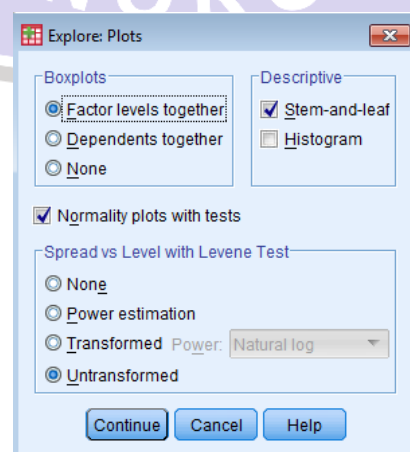 Explore: Plots
Boxplots
Factor levels together
Dependents together
None
Descriptive
Stem-and-leaf
Histogram
Normality plots with tests
Spread vs Level with Levene Test
None
Power estimation
Transformed Power: Natural log
Untransformed
Continue Cancel Help